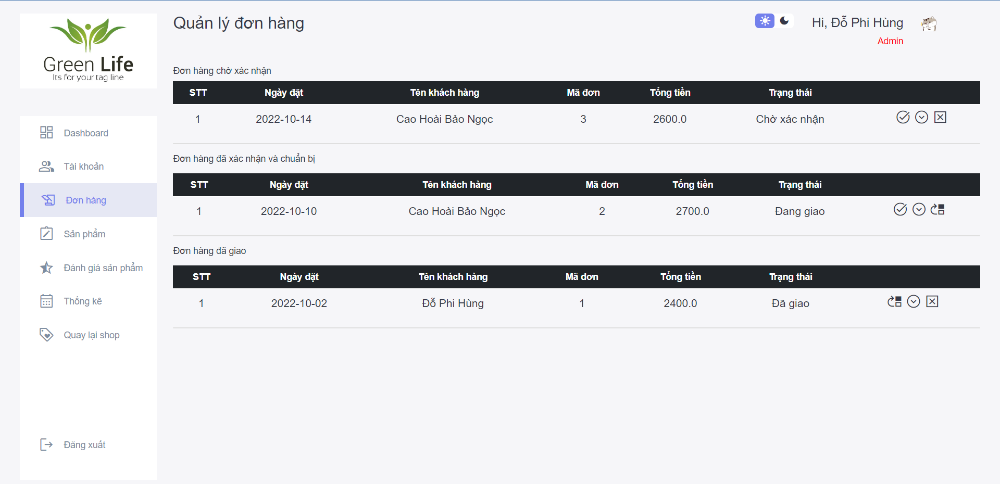 Green Life
Its for your tag line
Quản lý đơn hàng
Hi, Đỗ Phi Hùng
Admin
Dashboard
Tài khoản
Đơn hàng
Sản phẩm
Đánh giá sản phẩm
Thống kê
Quay lại shop
Đăng xuất
Đơn hàng chờ xác nhận
STT Ngày đặt Tên khách hàng Mã đơn Tổng tiền Trạng thái
1 2022-10-14 Cao Hoài Bảo Ngọc 3 2600.0 Chờ xác nhận
Đơn hàng đã xác nhận và chuẩn bị
STT Ngày đặt Tên khách hàng Mã đơn Tổng tiền Trạng thái
1 2022-10-10 Cao Hoài Bảo Ngọc 2 2700.0 Đang giao
Đơn hàng đã giao
STT Ngày đặt Tên khách hàng Mã đơn Tổng tiền Trạng thái
1 2022-10-02 Đỗ Phi Hùng 1 2400.0 Đã giao